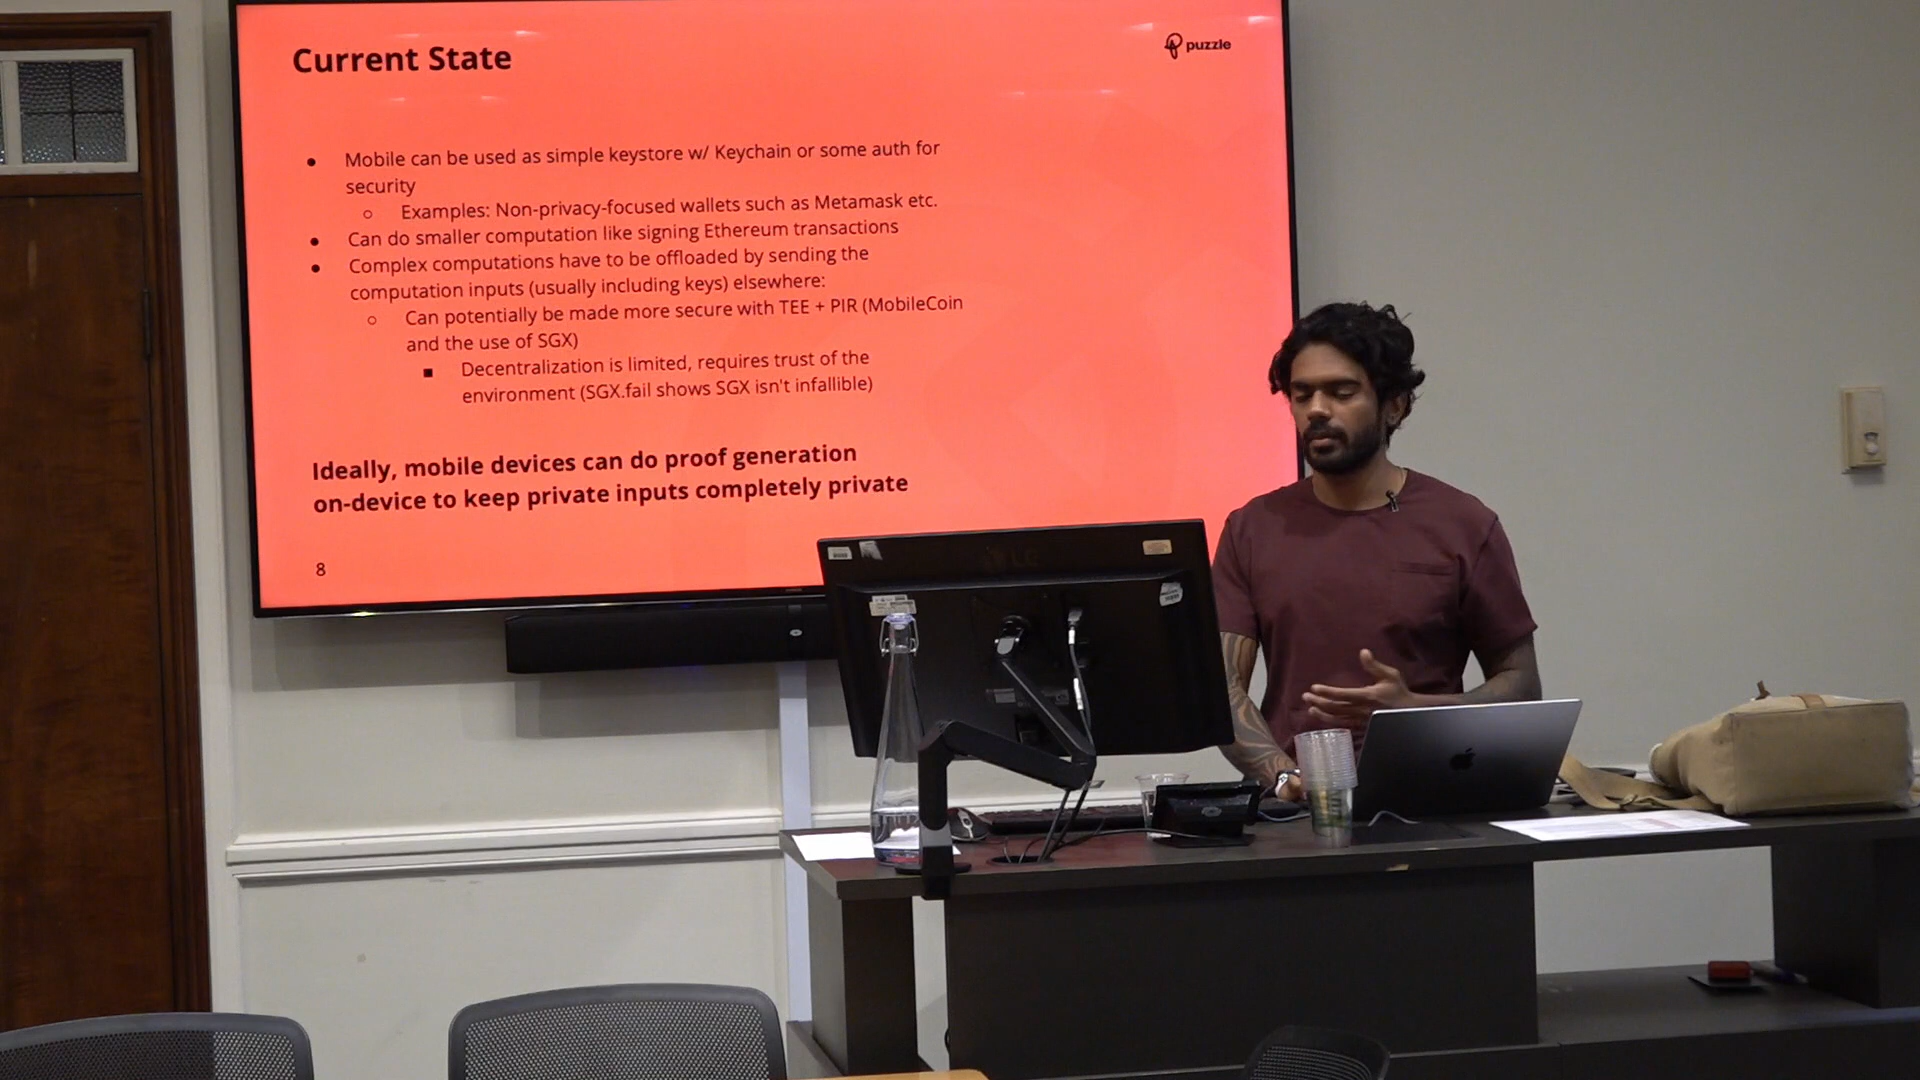 Current State
puzzle
Mobile can be used as simple keystore w/ Keychain or some auth for
security
Examples: Non-privacy-focused wallets such as Metamask etc.
Can do smaller computation like signing Ethereum transactions
Complex computations have to be offloaded by sending the
computation inputs (usually including keys) elsewhere:
Can potentially be made more secure with TEE + PIR (MobileCoin
and the use of SGX)
Decentralization is limited, requires trust of the
environment (SGX.fail shows SGX isn't infallible)
Ideally, mobile devices can do proof generation
on-device to keep private inputs completely private
8
LG